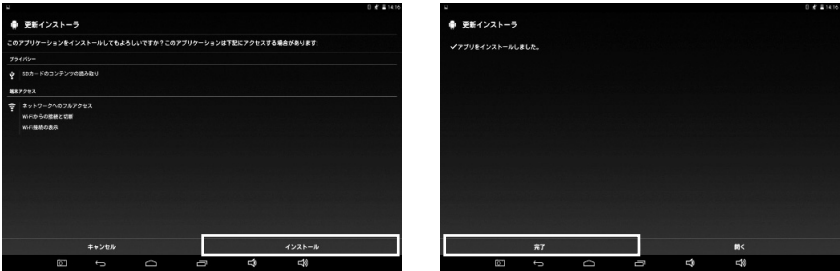 14:16
更新インストーラ
このアプリケーションをインストールしてもよろしいですか？このアプリケーションは下記にアクセスする場合があります:
プライバシー
SDカードのコンテンツの読み取り
端末アクセス
ネットワークへのフルアクセス
Wi-Fiからの接続と切断
Wi-Fi接続の表示
キャンセル
インストール
14:16
更新インストーラ
アプリをインストールしました。
完了
開く